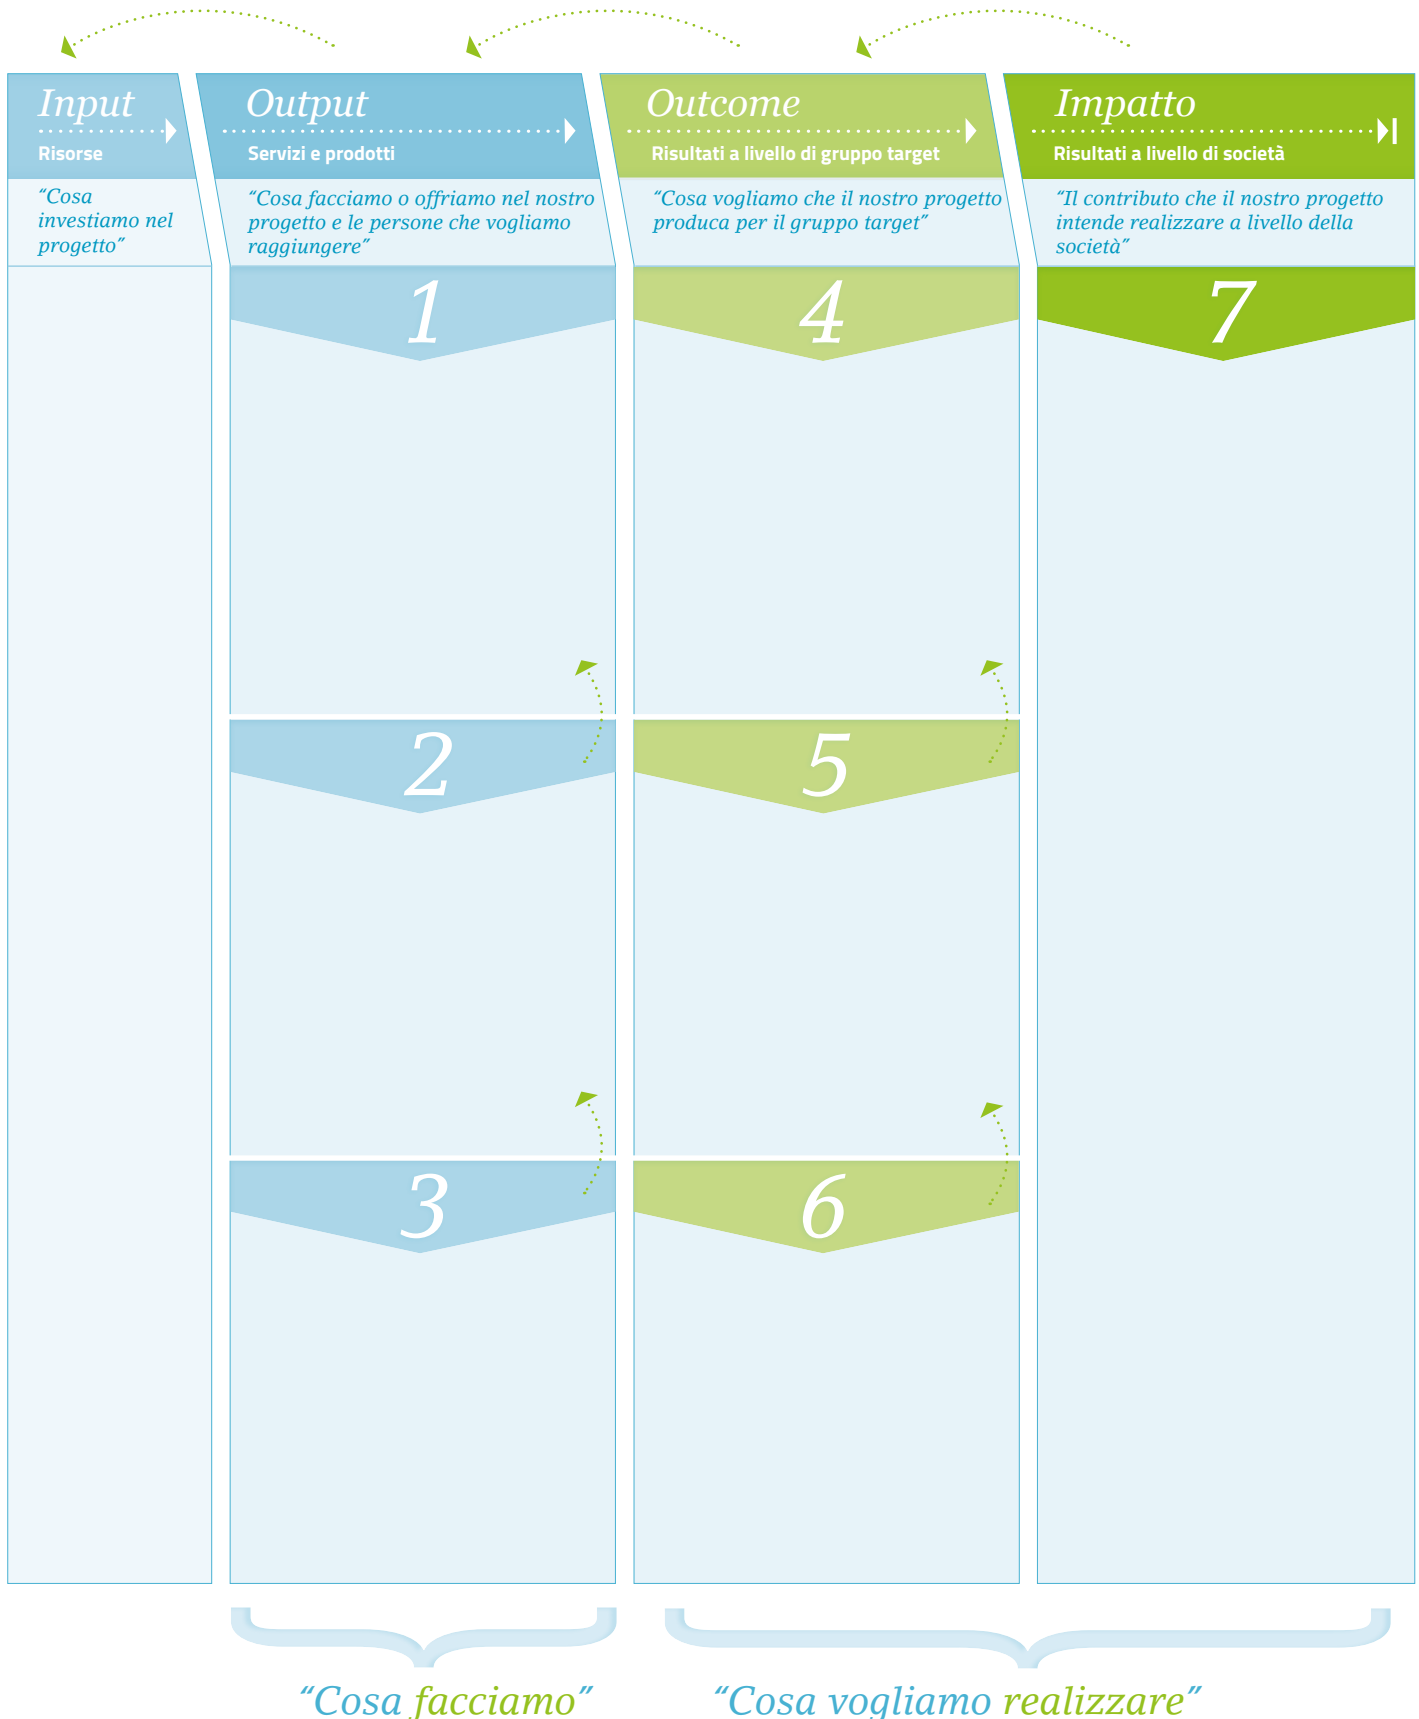 Input
Risorse
“Cosa
investiamo nel
progetto”
Output
Servizi e prodotti
“Cosa facciamo o offriamo nel nostro
progetto e le persone che vogliamo
raggiungere”
Outcome
Risultati a livello di gruppo target
“Cosa vogliamo che il nostro progetto
produca per il gruppo target”
Impatto
Risultati a livello di società
“Il contributo che il nostro progetto
intende realizzare a livello della
società”
1
2
3
4
5
6
7
“Cosa facciamo”
“Cosa vogliamo realizzare”